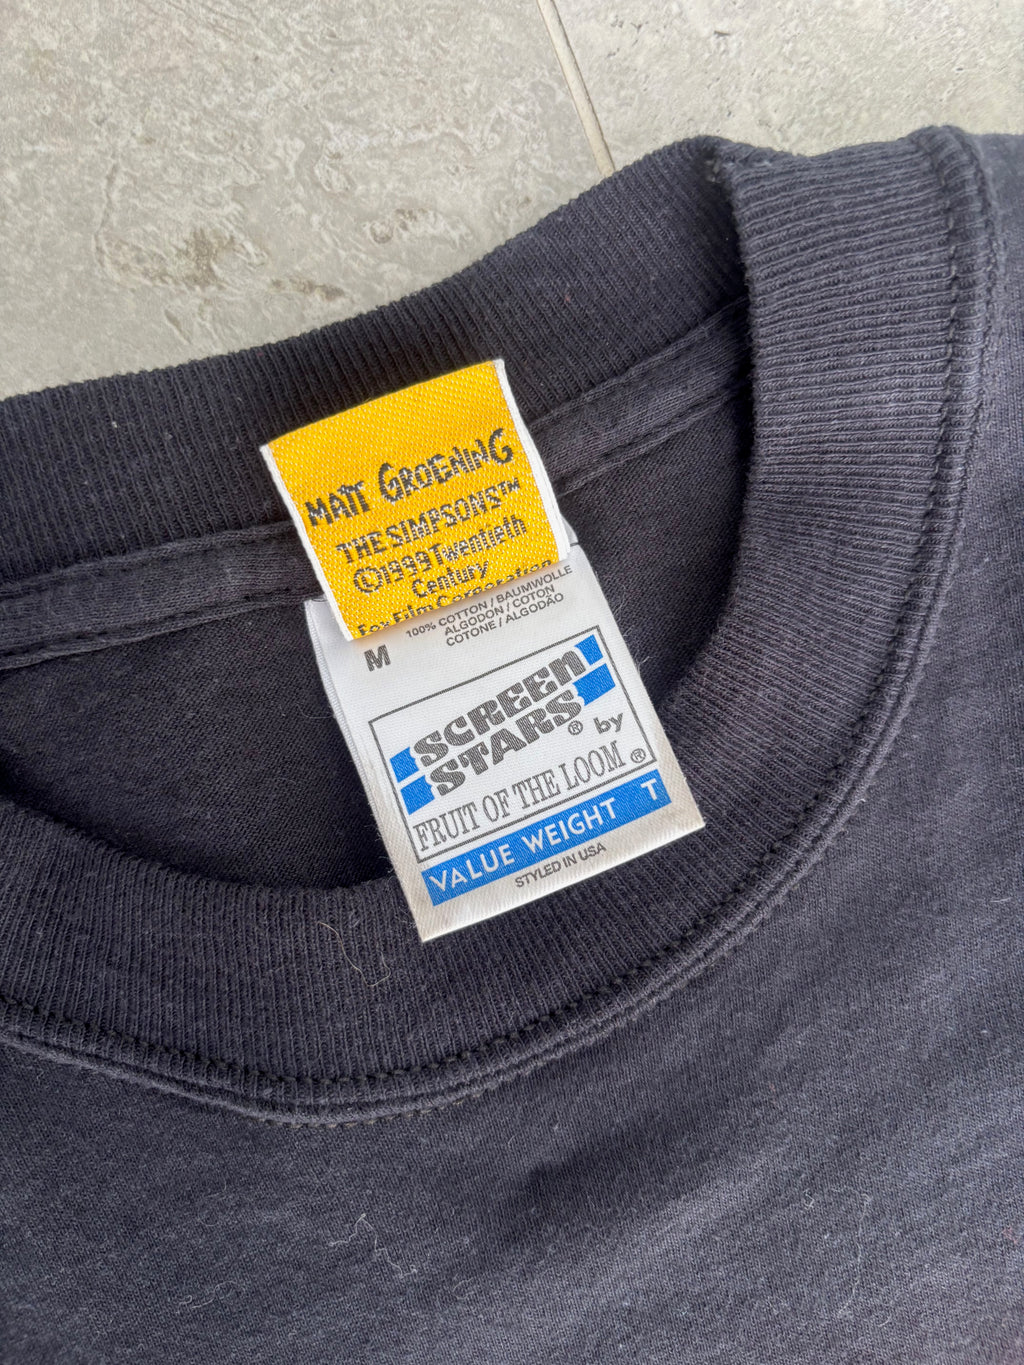 MATT GROENING
THE SIMPSONS™
©1999 Twentieth
Century
Fox Film Corporation
M
100% COTTON / BAUMWOLLE
ALGODON / COTON
COTONE / ALGODÃO
SCREEN
STARS® by
FRUIT OF THE LOOM®
VALUE WEIGHT T
STYLED IN USA